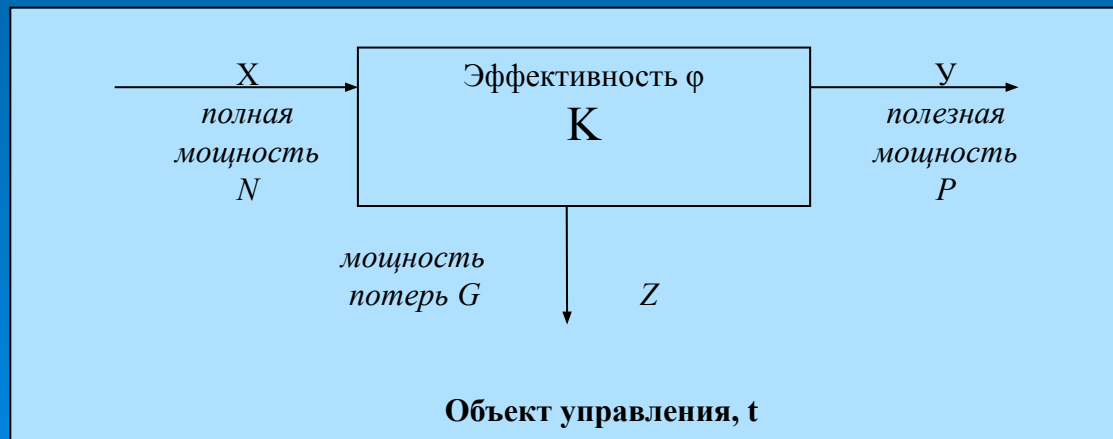 X
полная
мощность
N
Эффективность φ
K
У
полезная
мощность
P
мощность
потерь G
Z
Объект управления, t